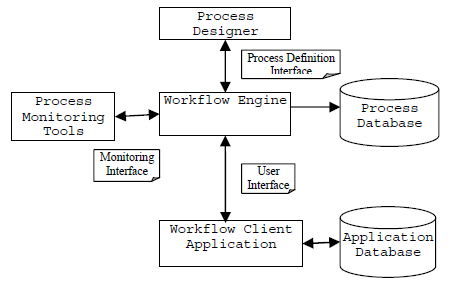 Process
Designer
Process Definition
Interface
Workflow Engine
Process
Monitoring
Tools
Process
Database
Monitoring
Interface
User
Interface
Workflow Client
Application
Application
Database